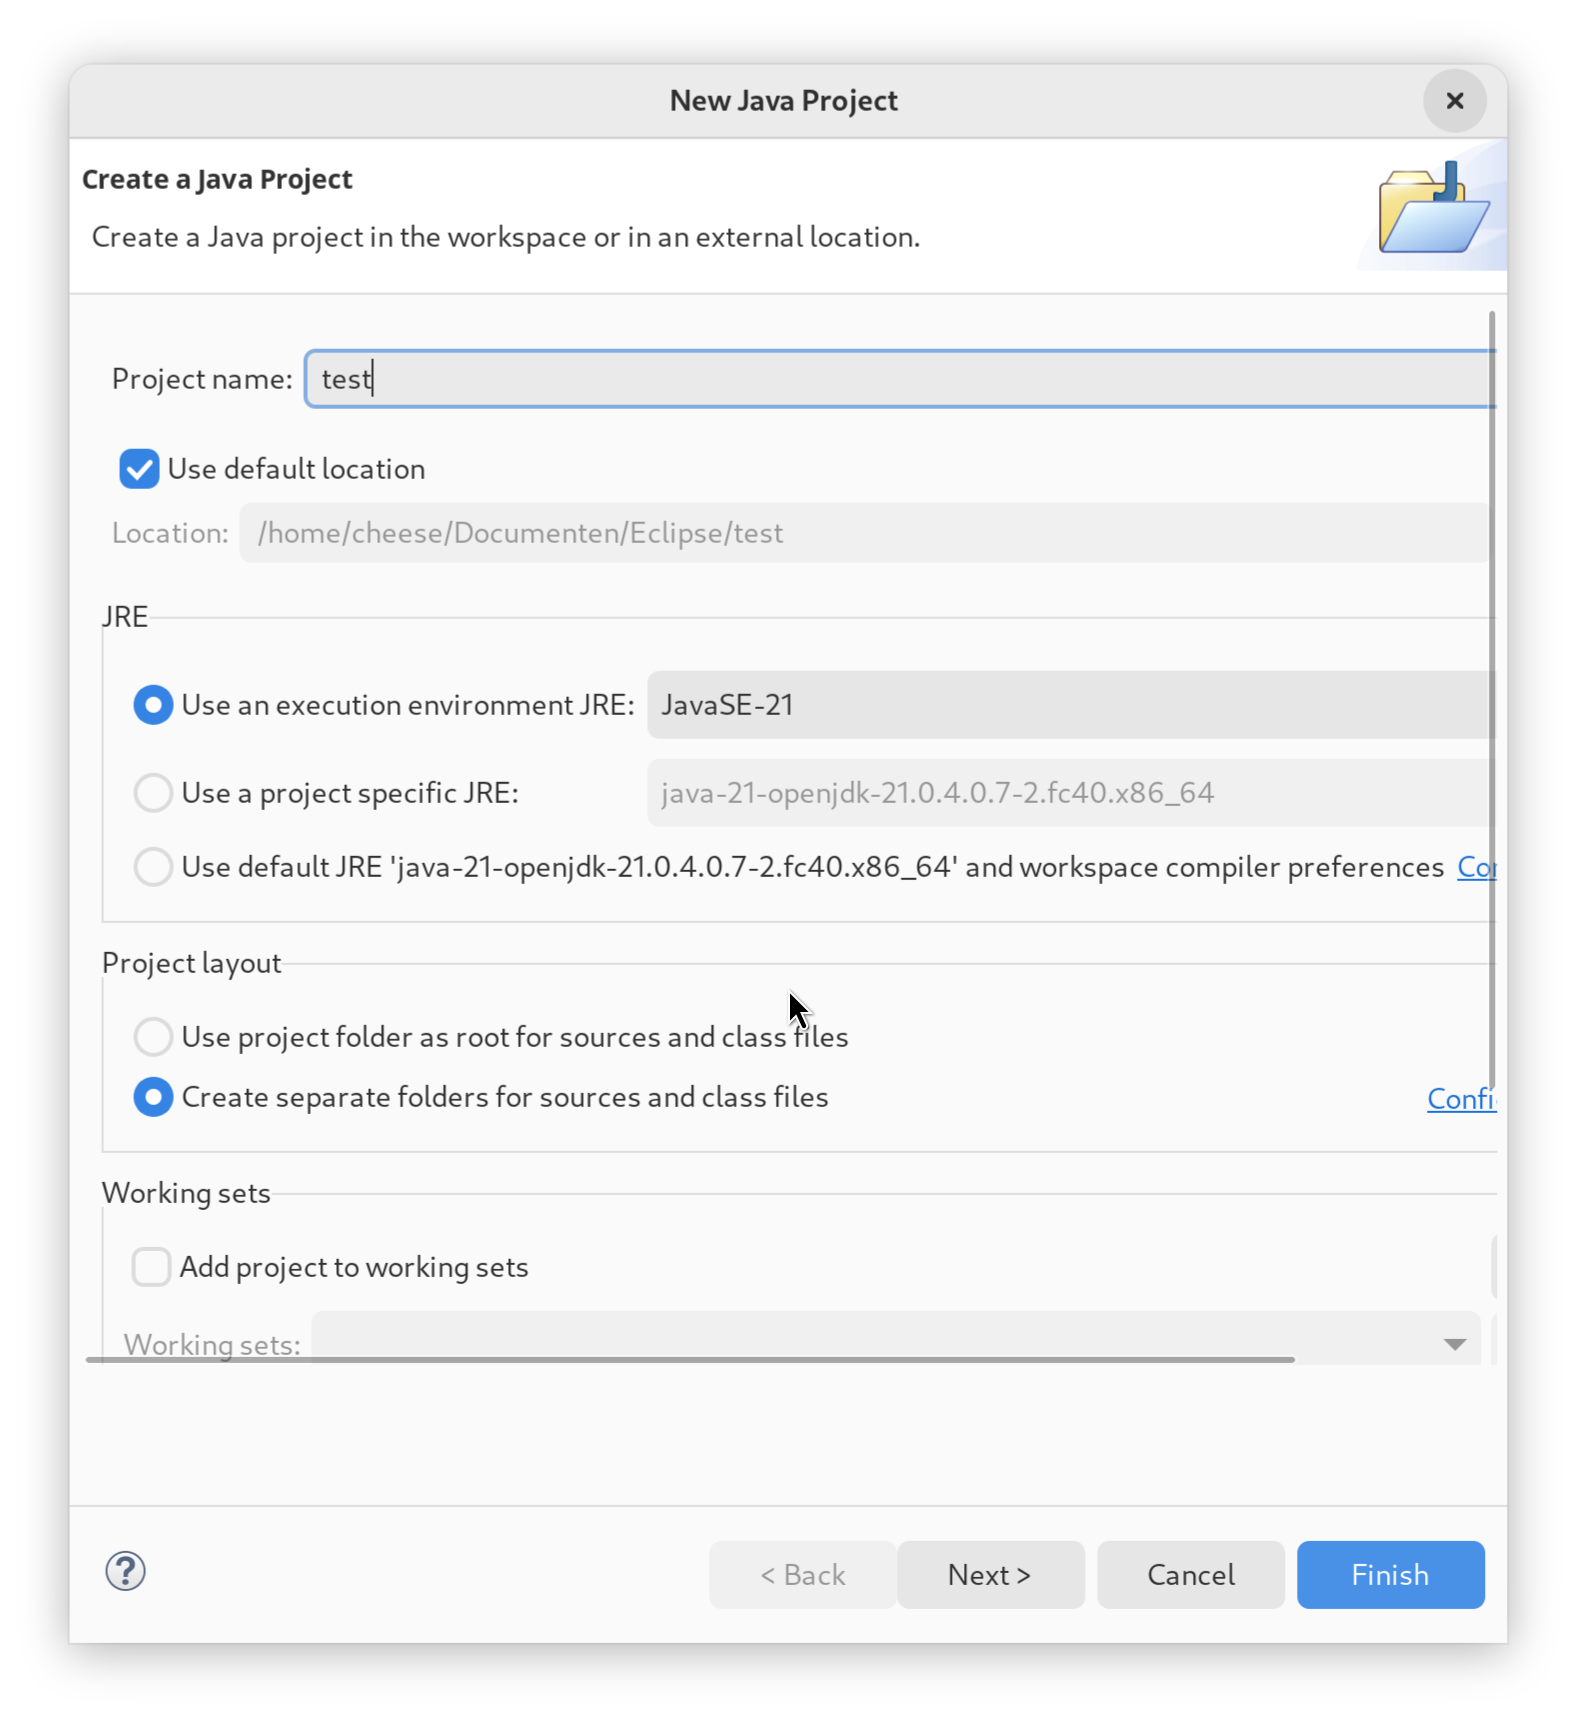 New Java Project
Create a Java Project
Create a Java project in the workspace or in an external location.
Project name: test
Use default location
Location: /home/cheese/Documenten/Eclipse/test
JRE
Use an execution environment JRE: JavaSE-21
Use a project specific JRE: java-21-openjdk-21.0.4.0.7-2.fc40.x86_64
Use default JRE 'java-21-openjdk-21.0.4.0.7-2.fc40.x86_64' and workspace compiler preferences
Project layout
Use project folder as root for sources and class files
Create separate folders for sources and class files
Working sets
Add project to working sets
Working sets:
< Back Next > Cancel Finish